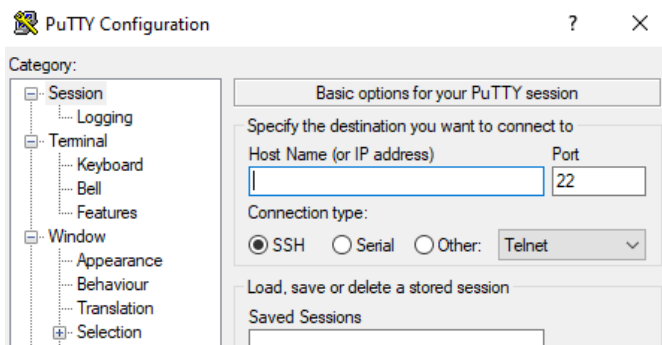 PuTTY Configuration
?
Category:
Session
Logging
Terminal
Keyboard
Bell
Features
Window
Appearance
Behaviour
Translation
Selection
Basic options for your PuTTY session
Specify the destination you want to connect to
Host Name (or IP address)
Port
22
Connection type:
SSH
Serial
Other:
Telnet
Load, save or delete a stored session
Saved Sessions